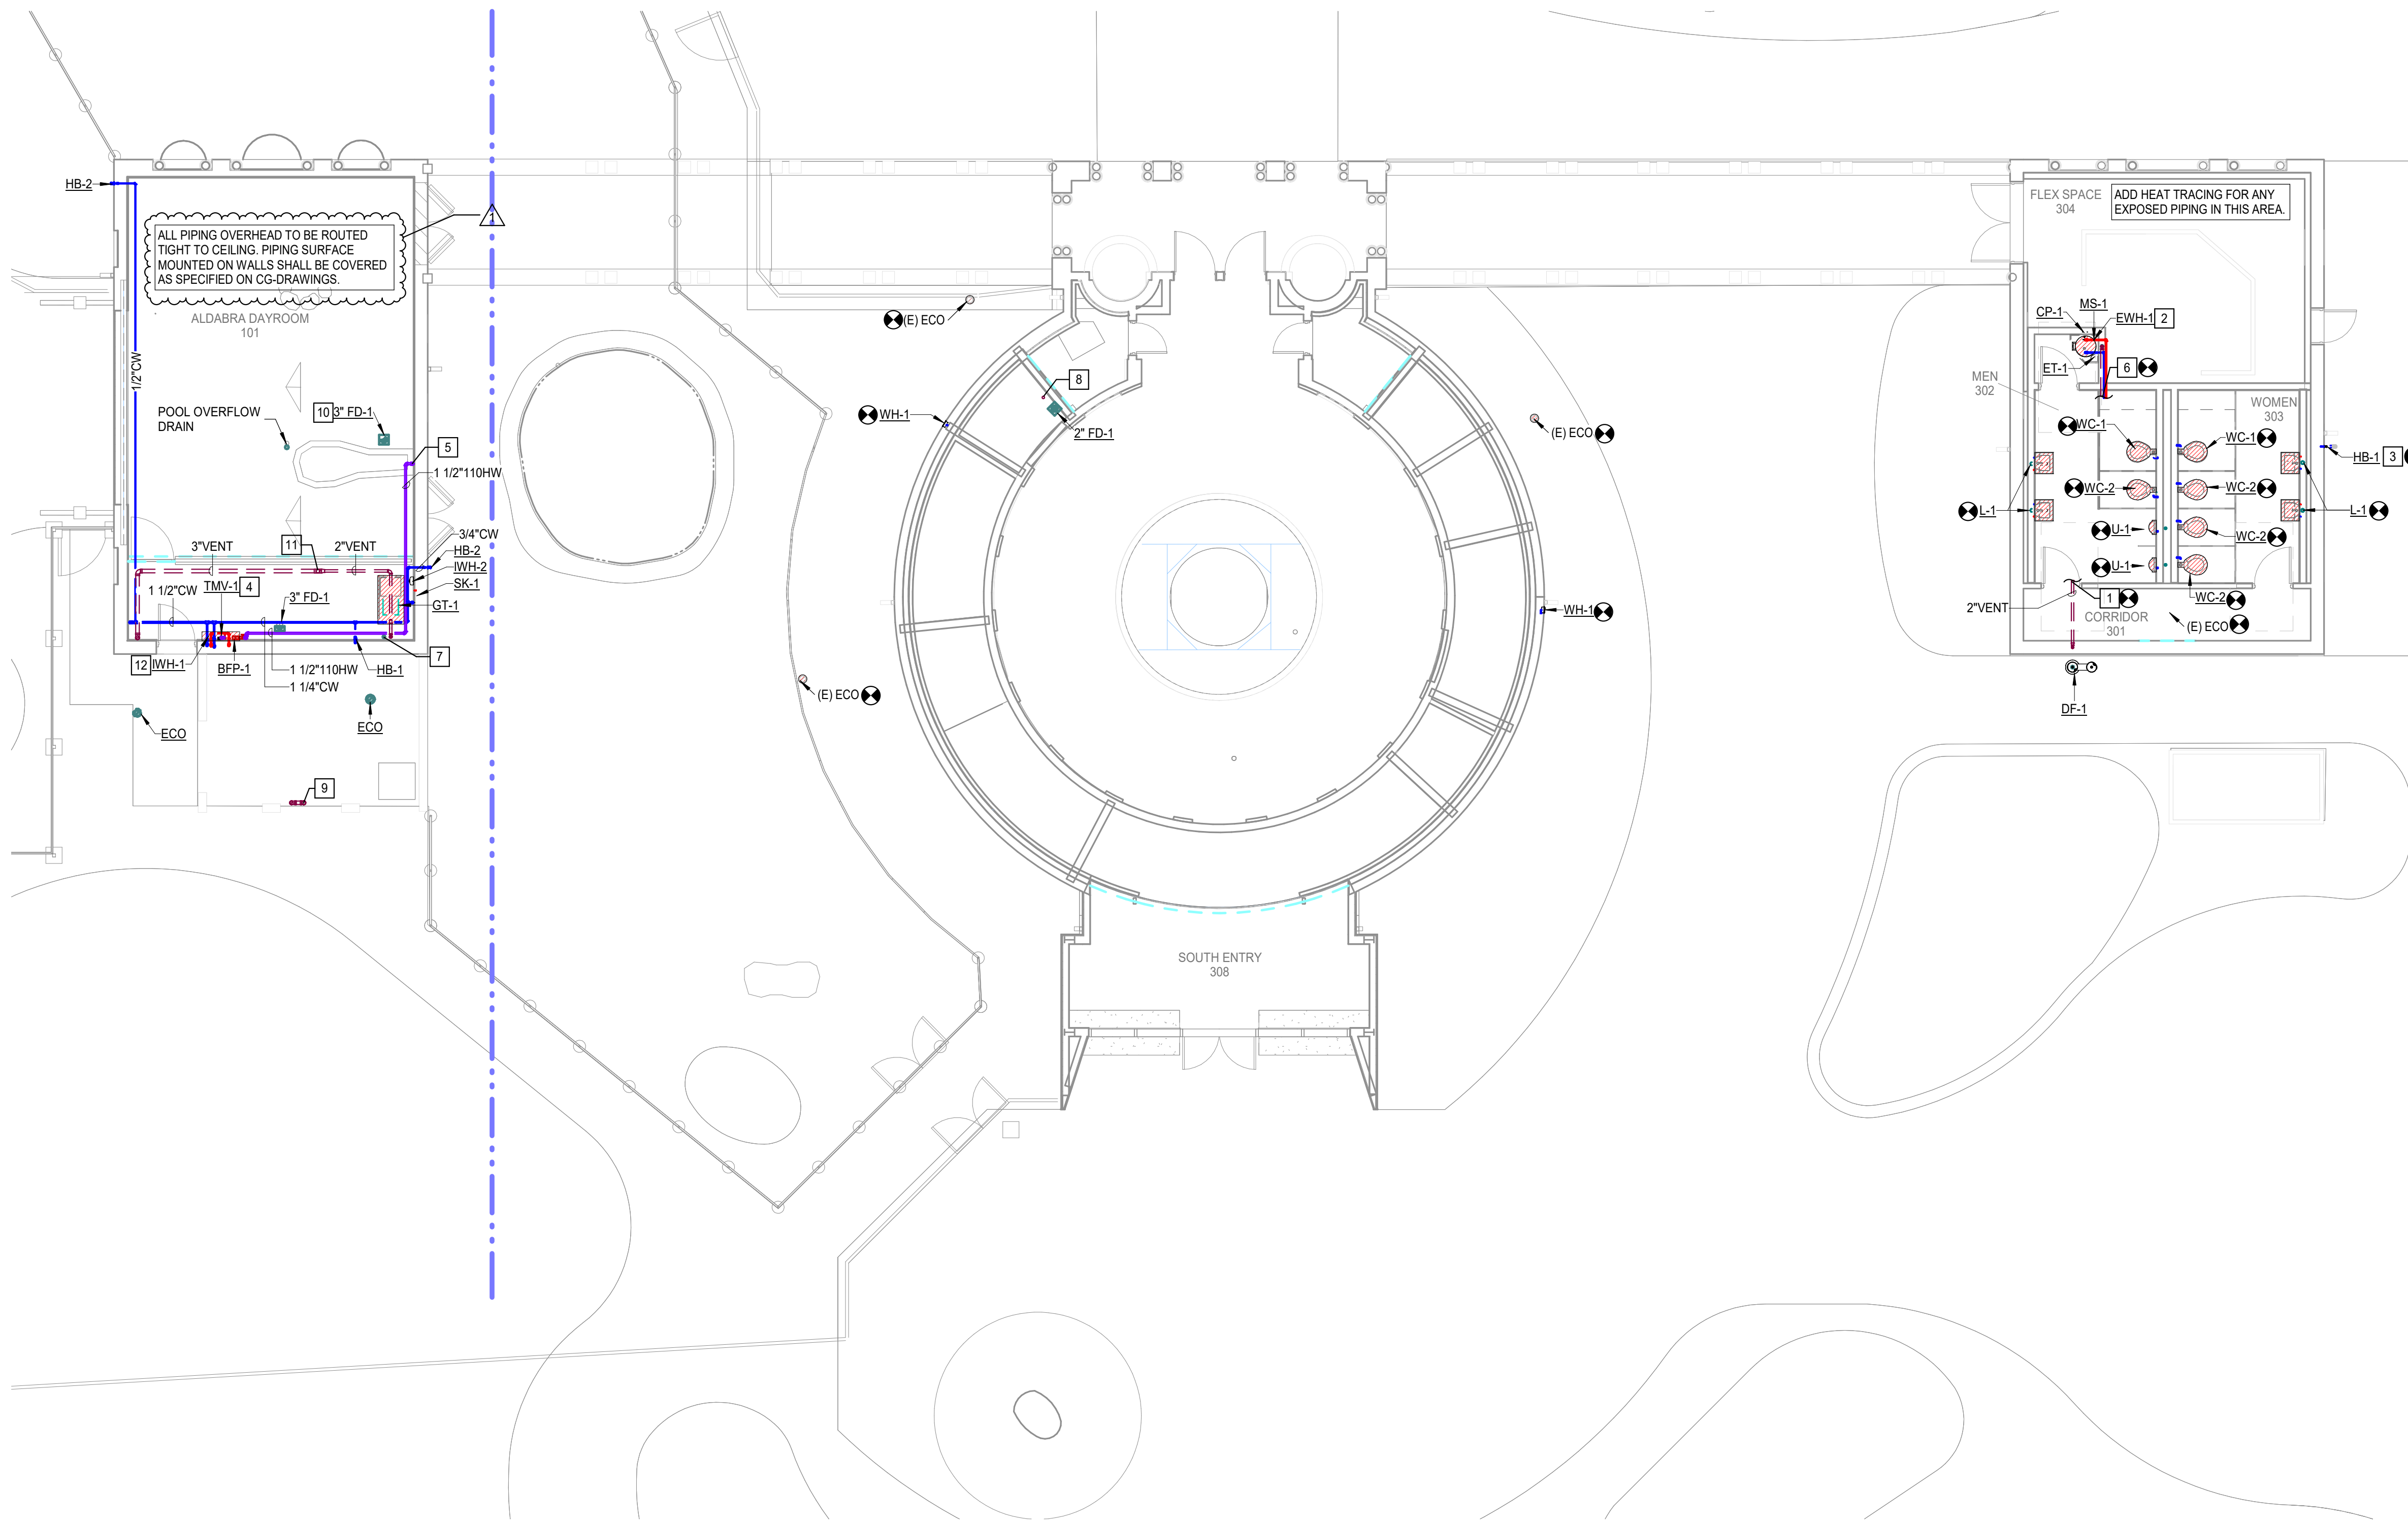 HB-2
ALL PIPING OVERHEAD TO BE ROUTED
TIGHT TO CEILING. PIPING SURFACE
MOUNTED ON WALLS SHALL BE COVERED
AS SPECIFIED ON CG-DRAWINGS.
1
ALDABRA DAYROOM
101
1/2"CW
POOL OVERFLOW
DRAIN
10 3" FD-1
5
1 1/2"110HW
3/4"CW
HB-2
IWH-2
SK-1
GT-1
3"VENT
11
2"VENT
1 1/2"CW
TMV-1 4
3" FD-1
12 IWH-1
BFP-1
1 1/2"110HW
1 1/4"CW
HB-1
7
ECO
ECO
9
(E) ECO
WH-1
8
2" FD-1
(E) ECO
(E) ECO
WH-1
SOUTH ENTRY
308
FLEX SPACE
304
ADD HEAT TRACING FOR ANY
EXPOSED PIPING IN THIS AREA.
CP-1
MS-1
EWH-1 2
ET-1
6
MEN
302
WOMEN
303
WC-1
WC-1
HB-1 3
WC-2
WC-2
L-1
L-1
U-1
WC-2
U-1
WC-2
2"VENT
1
CORRIDOR
301
(E) ECO
DF-1